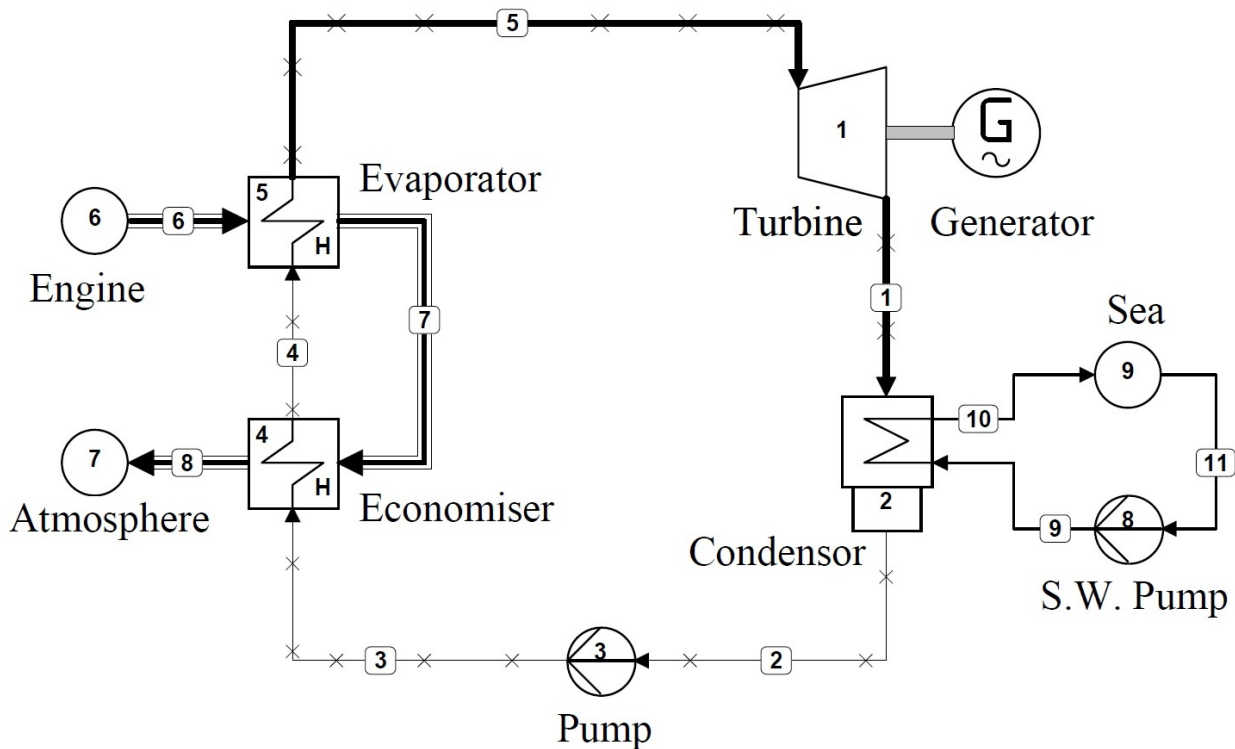 5
1
G
5
Evaporator
6
6
H
Turbine
Generator
Engine
7
1
Sea
4
9
4
10
7
8
11
H
Atmosphere
Economiser
2
9
8
Condensor
S.W. Pump
3
3
2
Pump